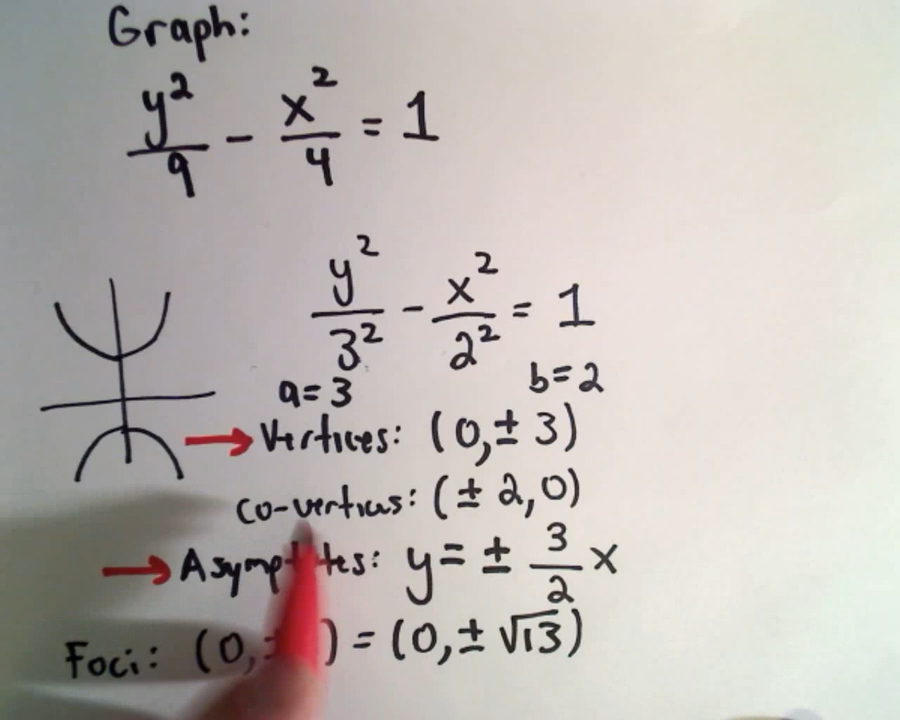 Graph:
y²/9 - x²/4 = 1
y²/3² - x²/2² = 1
a=3 b=2
Vertices: (0,± 3)
Co-vertices: (± 2,0)
Asymptotes: y= ± 3/2 x
Foci: (0,± ) = (0,± √13)